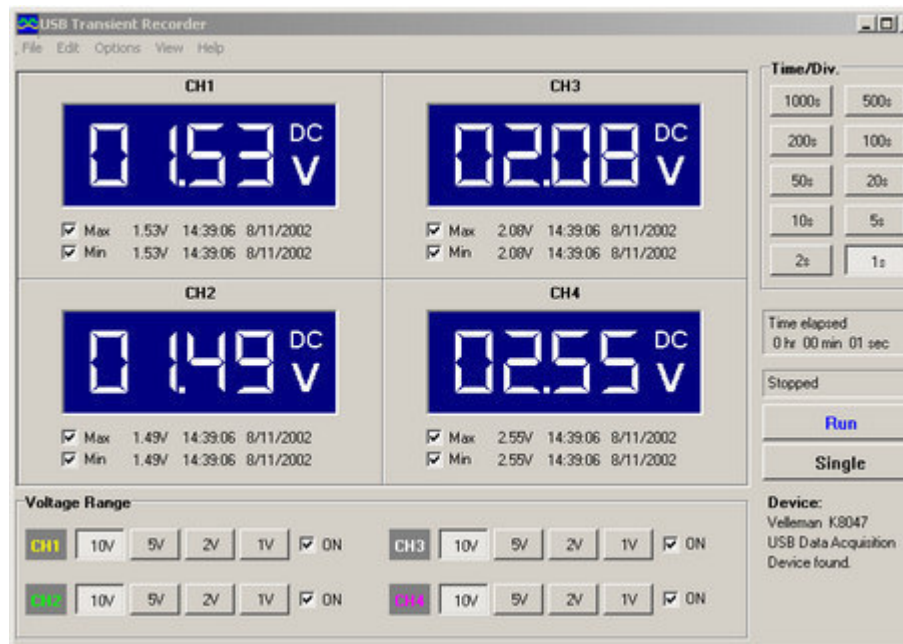 USB Transient Recorder
File Edit Options View Help
CH1
01.53 DC V
Max 1.53V 14:39:06 8/11/2002
Min 1.53V 14:39:06 8/11/2002
CH3
02.08 DC V
Max 2.08V 14:39:06 8/11/2002
Min 2.08V 14:39:06 8/11/2002
CH2
01.49 DC V
Max 1.49V 14:39:06 8/11/2002
Min 1.49V 14:39:06 8/11/2002
CH4
02.55 DC V
Max 2.55V 14:39:06 8/11/2002
Min 2.55V 14:39:06 8/11/2002
Time/Div.
1000s 500s
200s 100s
50s 20s
10s 5s
2s 1s
Time elapsed
0 hr 00 min 01 sec
Stopped
Run
Single
Device:
Velleman K8047
USB Data Acquisition
Device found.
Voltage Range
CH1 10V 5V 2V 1V ON
CH3 10V 5V 2V 1V ON
CH2 10V 5V 2V 1V ON
CH4 10V 5V 2V 1V ON